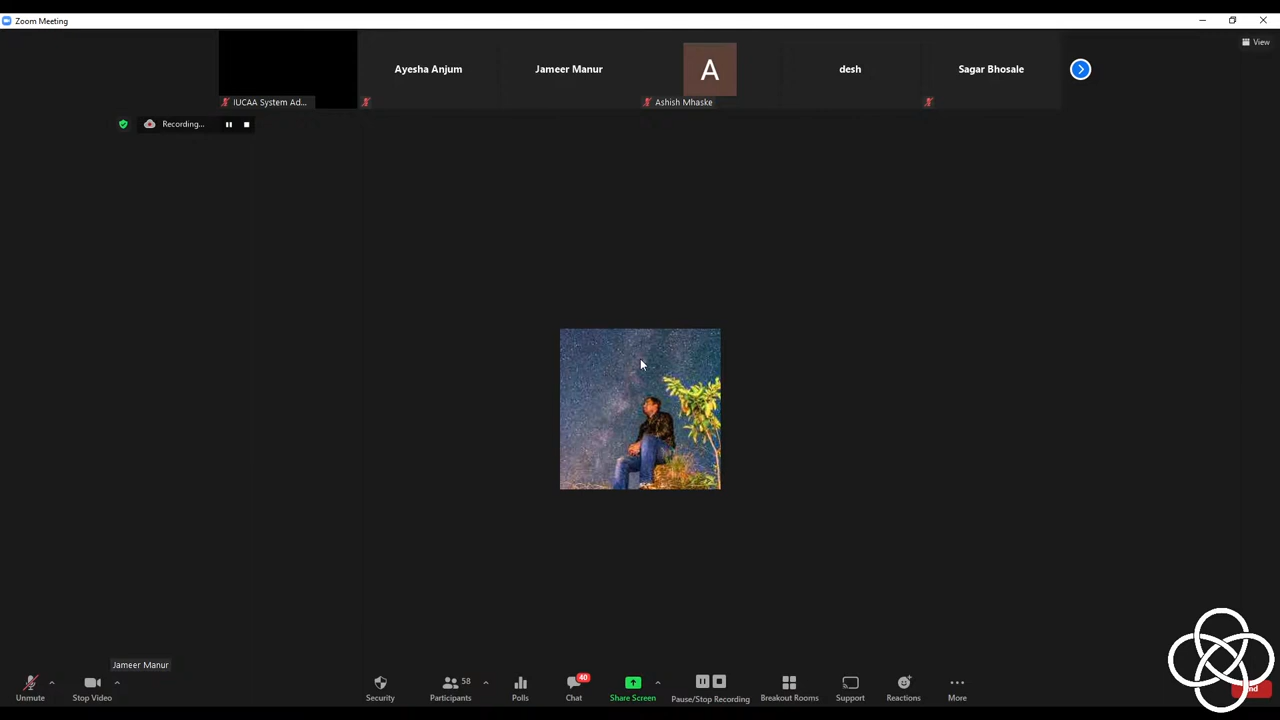 Zoom Meeting
View
Ayesha Anjum
Jameer Manur
A
desh
Sagar Bhosale
IUCAA System Ad...
Ashish Mhaske
Recording...
Jameer Manur
58
40
Unmute
Stop Video
Security
Participants
Polls
Chat
Share Screen
Pause/Stop Recording
Breakout Rooms
Support
Reactions
More